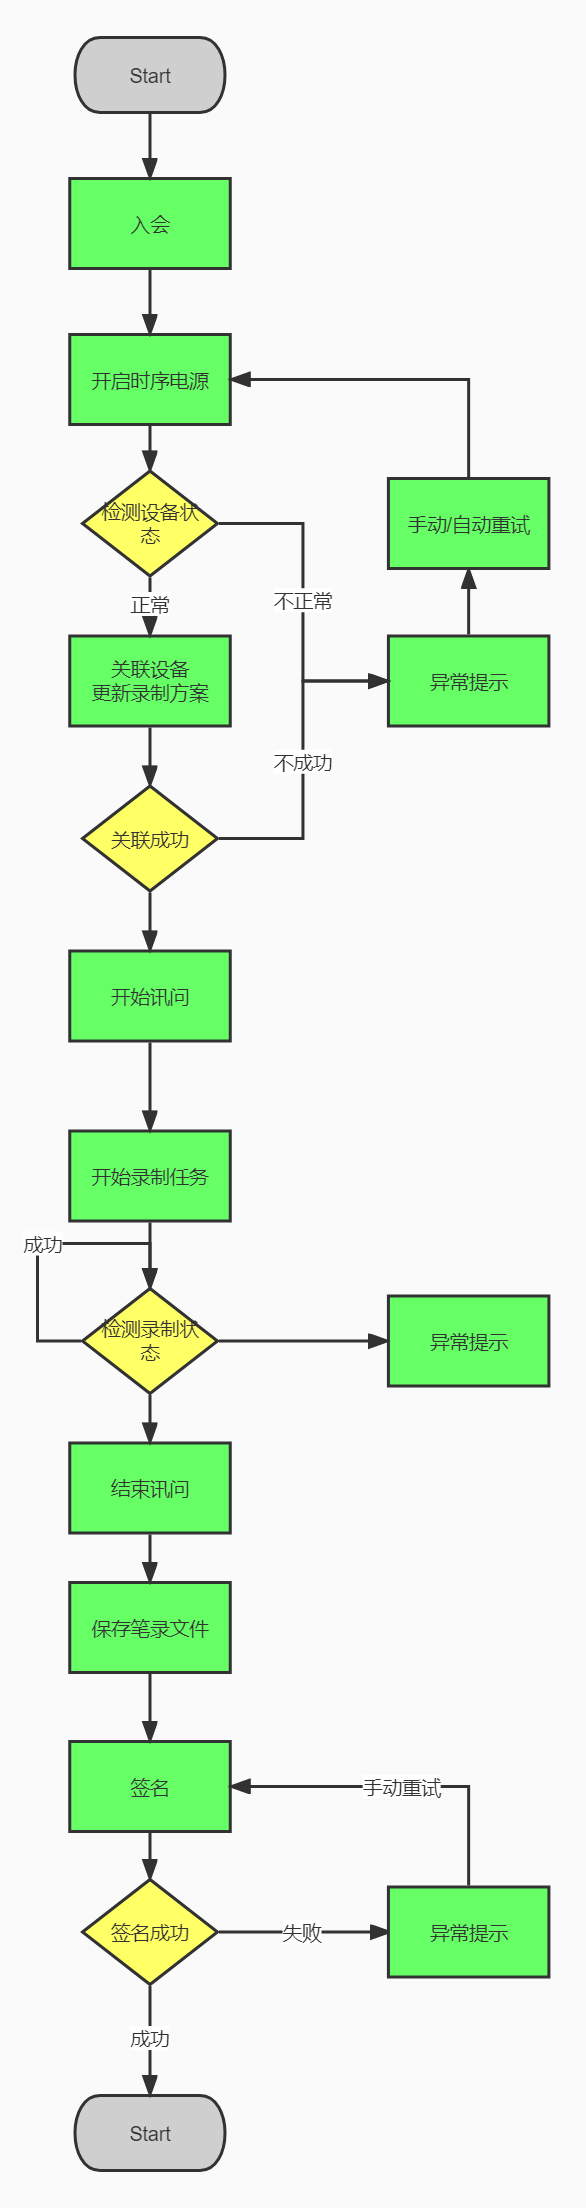 Start
入会
开启时序电源
检测设备状
态
手动/自动重试
不正常
正常
关联设备
更新录制方案
异常提示
不成功
关联成功
开始讯问
开始录制任务
成功
检测录制状
态
异常提示
结束讯问
保存笔录文件
签名
手动重试
签名成功
失败
异常提示
成功
Start